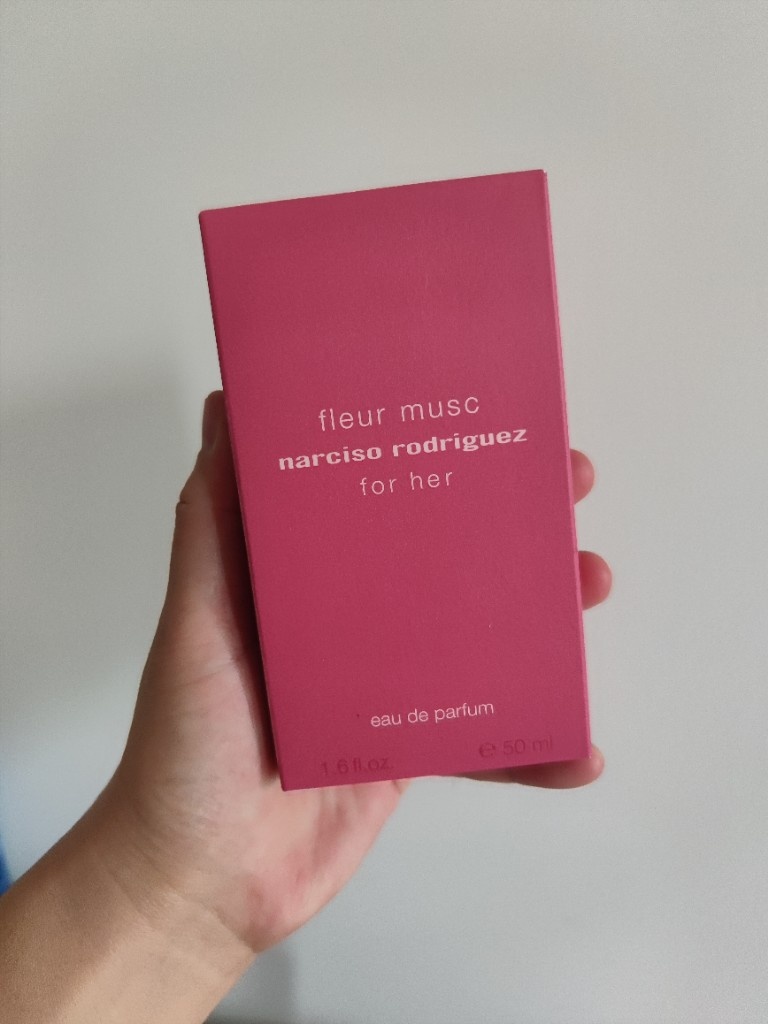 fleur musc
narciso rodriguez
for her
eau de parfum
1.6 fl.oz. e 50 ml